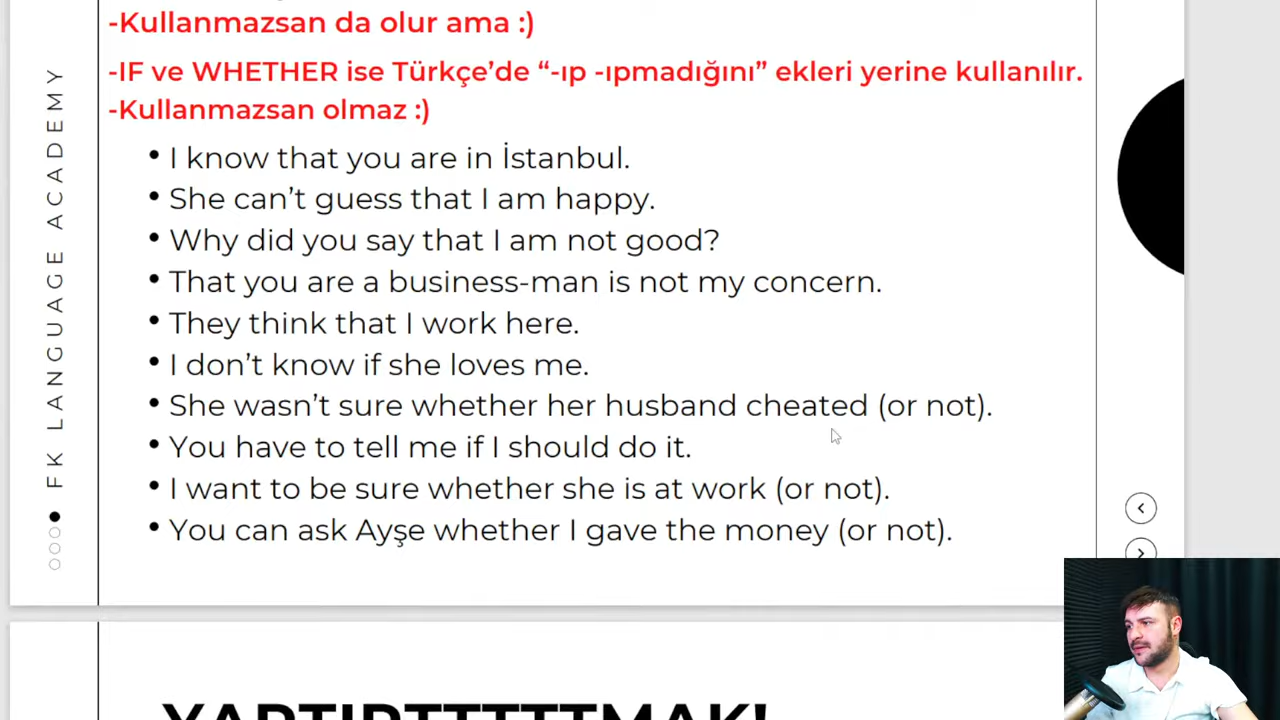 -Kullanmazsan da olur ama :)
-IF ve WHETHER ise Türkçe’de “-ıp -ıpmadığını” ekleri yerine kullanılır.
-Kullanmazsan olmaz :)
• I know that you are in İstanbul.
• She can’t guess that I am happy.
• Why did you say that I am not good?
• That you are a business-man is not my concern.
• They think that I work here.
• I don’t know if she loves me.
• She wasn’t sure whether her husband cheated (or not).
• You have to tell me if I should do it.
• I want to be sure whether she is at work (or not).
• You can ask Ayşe whether I gave the money (or not).
FK LANGUAGE ACADEMY